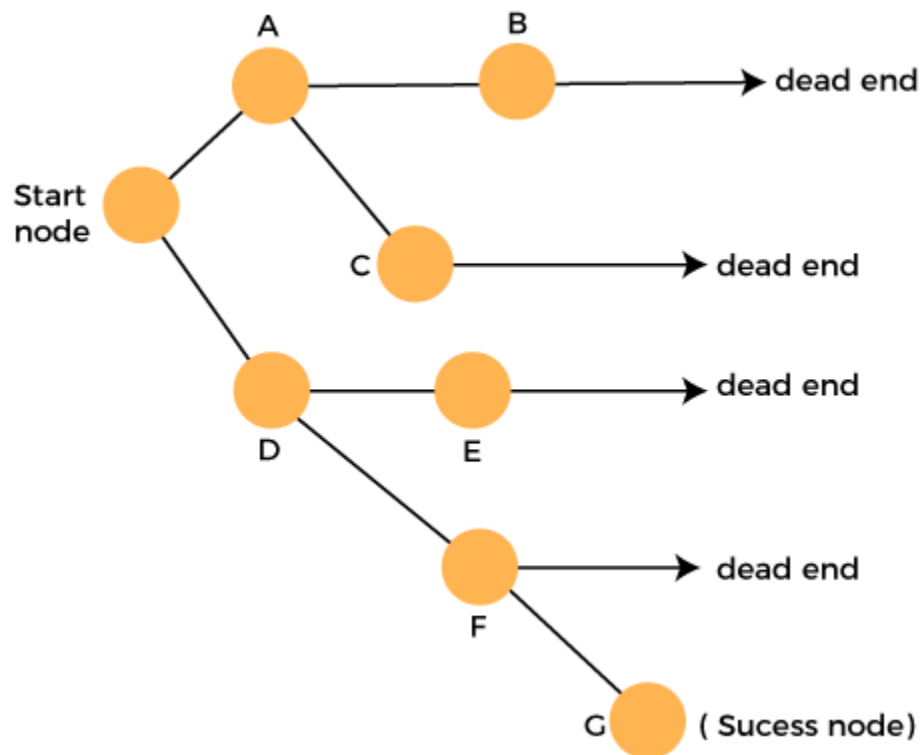 A
B
dead end
Start
node
C
dead end
dead end
D
E
dead end
F
G
( Sucess node)